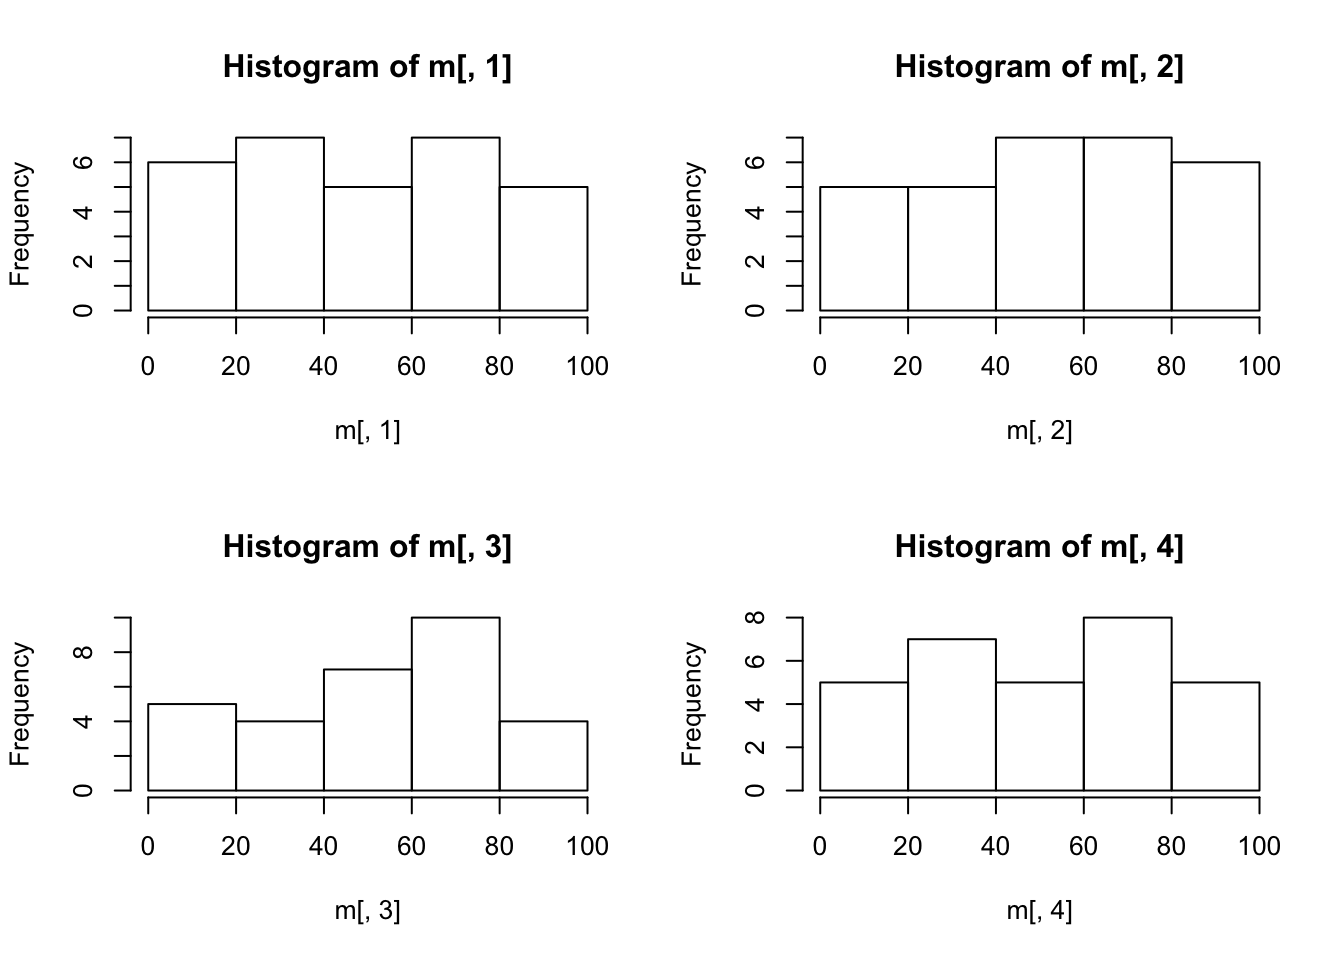 Histogram of m[, 1]
Frequency
0 2 4 6
0 20 40 60 80 100
m[, 1]
Histogram of m[, 2]
Frequency
0 2 4 6
0 20 40 60 80 100
m[, 2]
Histogram of m[, 3]
Frequency
0 4 8
0 20 40 60 80 100
m[, 3]
Histogram of m[, 4]
Frequency
0 2 4 6 8
0 20 40 60 80 100
m[, 4]